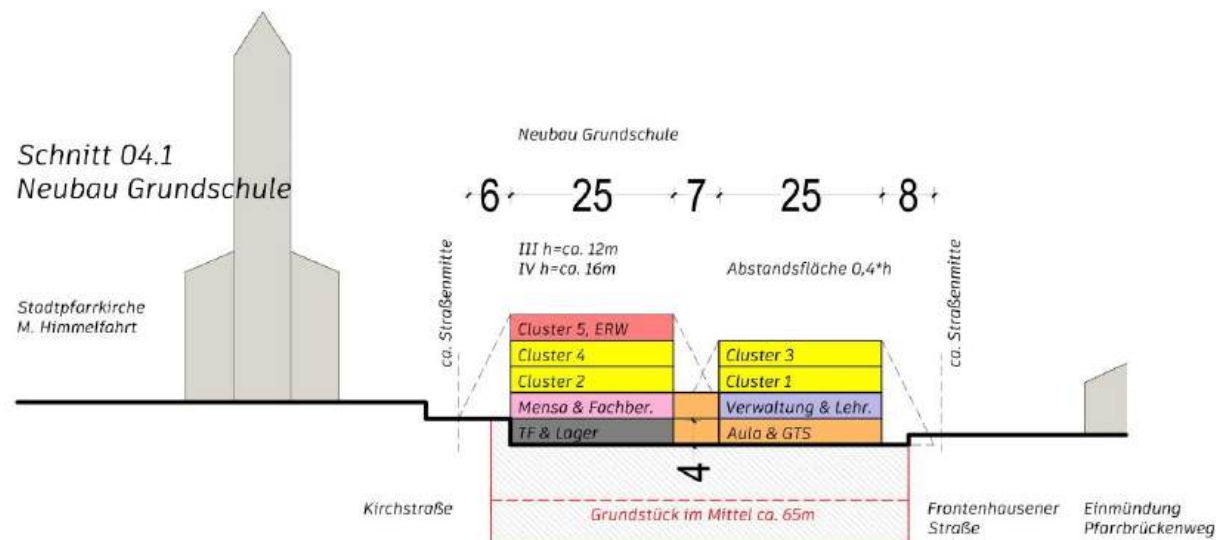 Schnitt 04.1
Neubau Grundschule
Neubau Grundschule
6 25 7 25 8
III h=ca. 12m
IV h=ca. 16m
Abstandsfläche 0,4*h
ca. Straßenmitte
ca. Straßenmitte
Stadtpfarrkirche
M. Himmelfahrt
Cluster 5, ERW
Cluster 4
Cluster 2
Mensa & Fachber.
TF & Lager
Cluster 3
Cluster 1
Verwaltung & Lehr.
Aula & GTS
4
Kirchstraße
Grundstück im Mittel ca. 65m
Frontenhausener
Straße
Einmündung
Pfarrbrückenweg